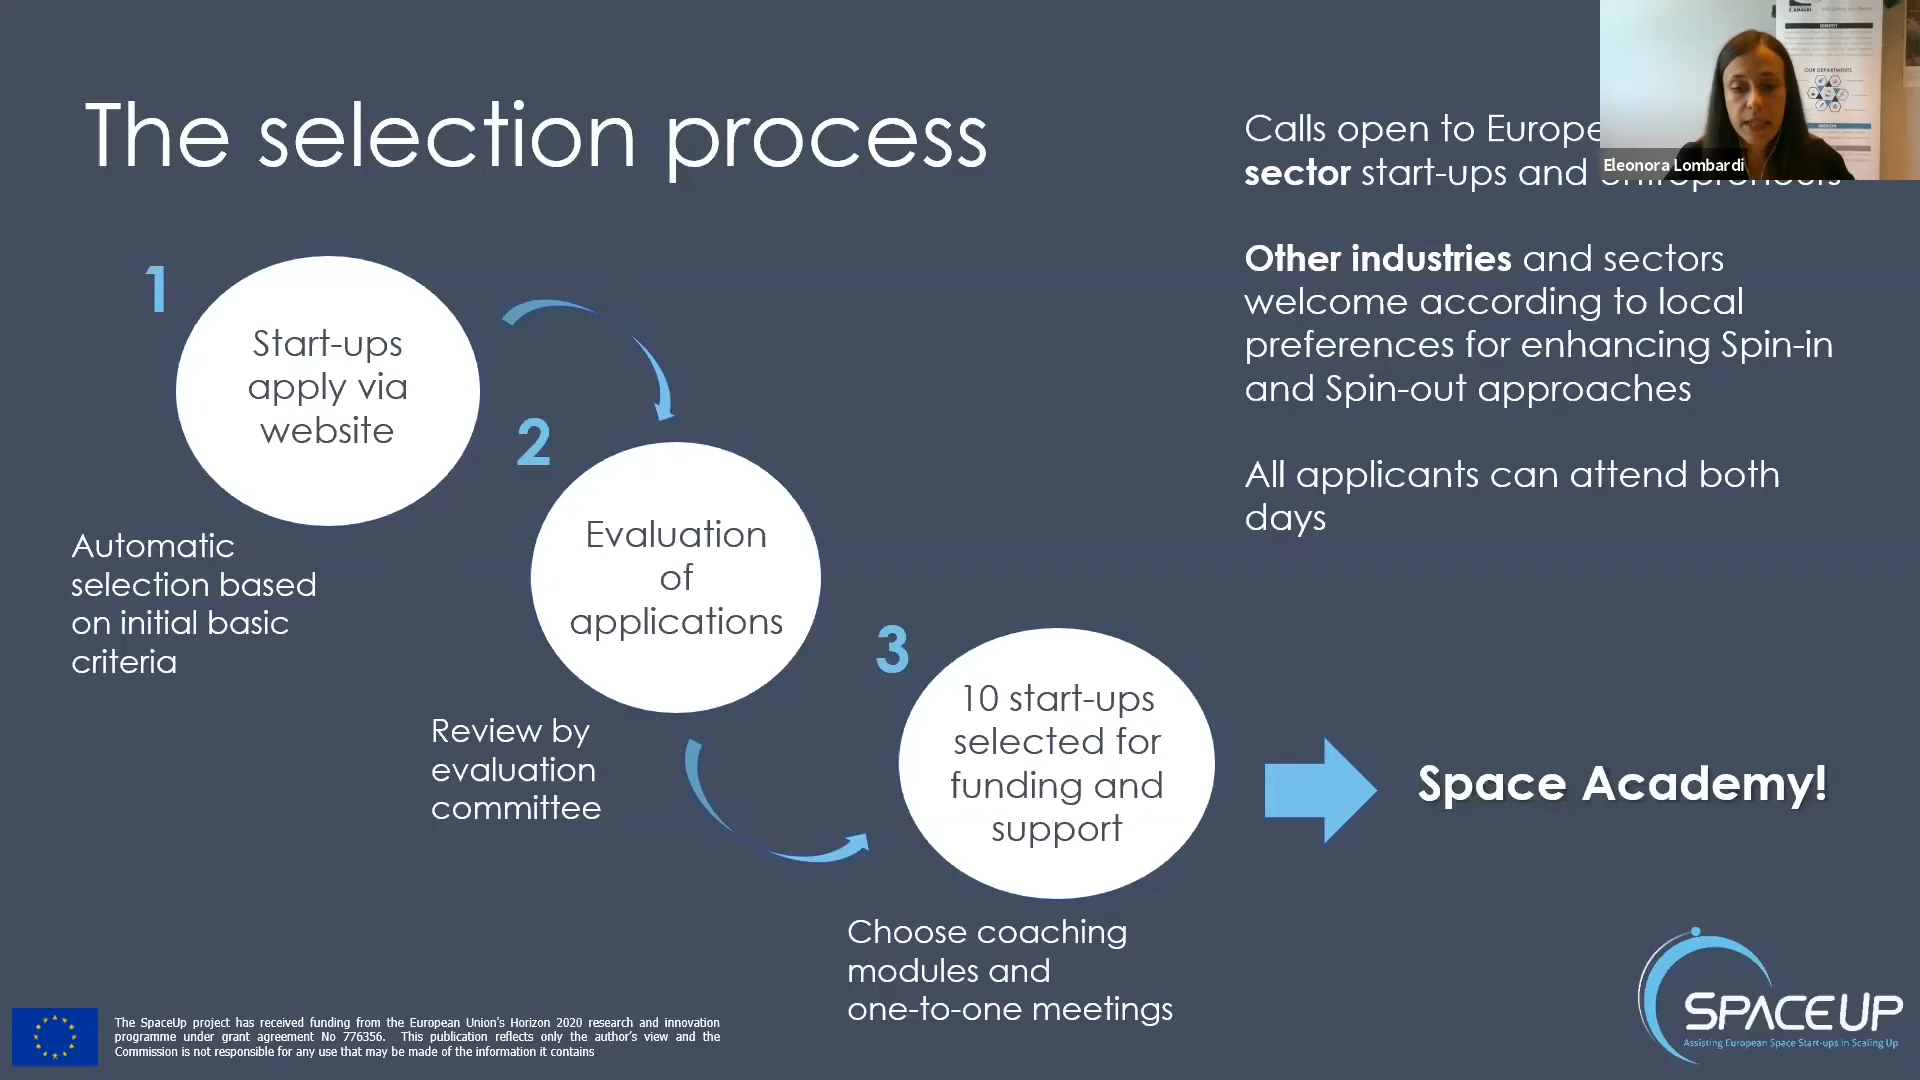 The selection process
Calls open to
sector start-ups and
Eleonora Lombardi
IDENTITY
OUR DEPARTMENTS
MISSION
Other industries and sectors
welcome according to local
preferences for enhancing Spin-in
and Spin-out approaches
All applicants can attend both
days
1
Start-ups
apply via
website
Automatic
selection based
on initial basic
criteria
2
Evaluation
of
applications
Review by
evaluation
committee
3
10 start-ups
selected for
funding and
support
Choose coaching
modules and
one-to-one meetings
Space Academy!
The SpaceUp project has received funding from the European Union's Horizon 2020 research and innovation
programme under grant agreement No 776356. This publication reflects only the author's view and the
Commission is not responsible for any use that may be made of the information it contains
SPACEUP
Assisting European Space Start-ups in Scaling Up